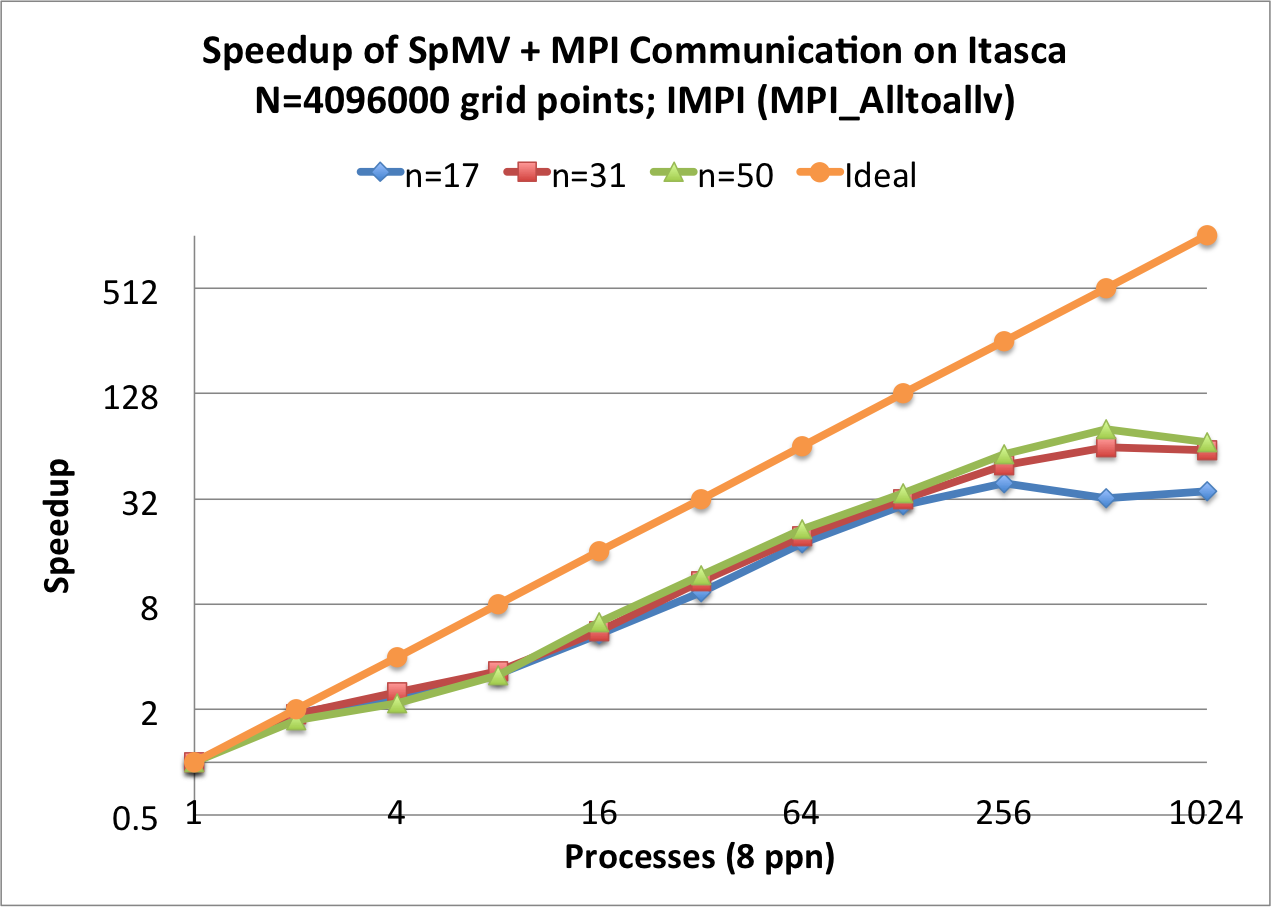 Speedup of SpMV + MPI Communication on Itasca
N=4096000 grid points; IMPI (MPI_Alltoallv)
n=17 n=31 n=50 Ideal
512
128
32
8
2
0.5
Speedup
1 4 16 64 256 1024
Processes (8 ppn)